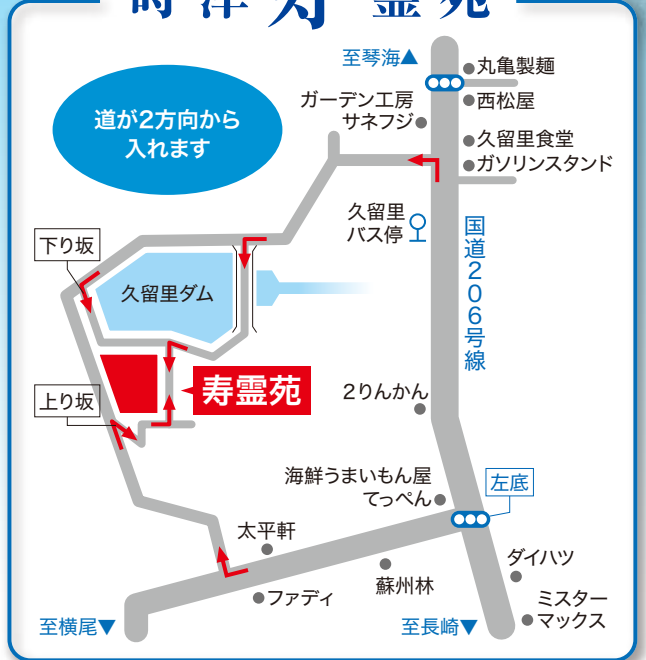 時津寿霊苑
至琴海▲
丸亀製麺
西松屋
ガーデン工房
サネフジ
久留里食堂
ガソリンスタンド
道が2方向から
入れます
久留里
バス停
国道206号線
下り坂
久留里ダム
寿霊苑
上り坂
2りんかん
海鮮うまいもん屋
てっぺん
左底
太平軒
ダイハツ
蘇州林
ファディ
ミスター
マックス
至横尾▼
至長崎▼